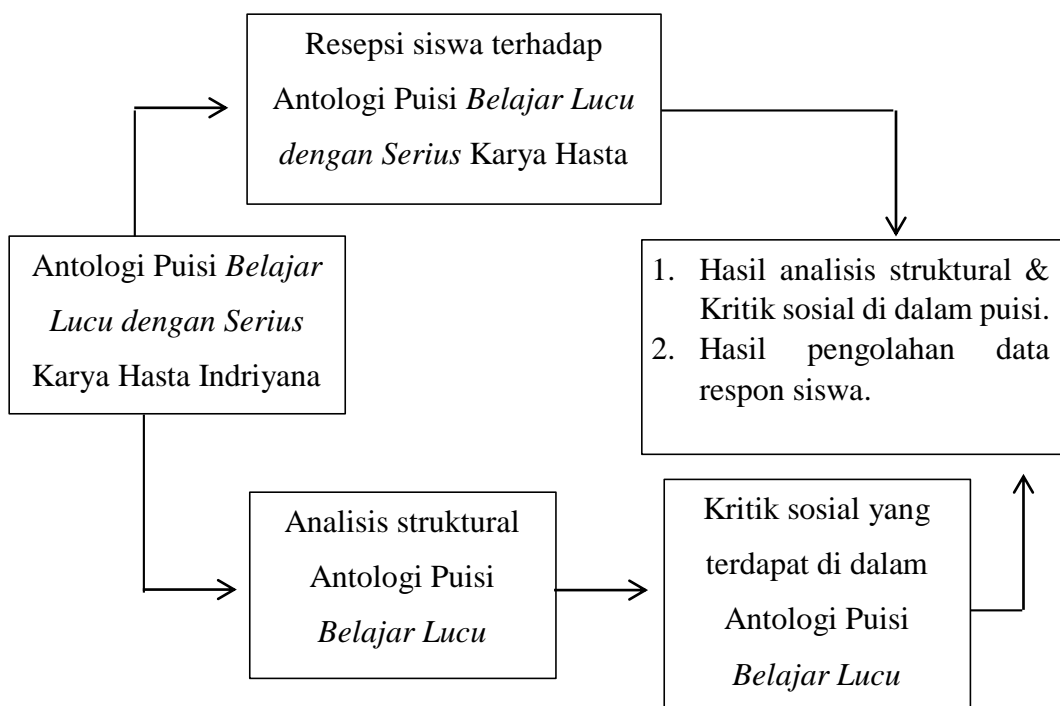 Resepsi siswa terhadap
Antologi Puisi Belajar Lucu
dengan Serius Karya Hasta
Antologi Puisi Belajar
Lucu dengan Serius
Karya Hasta Indriyana
1. Hasil analisis struktural &
Kritik sosial di dalam puisi.
2. Hasil pengolahan data
respon siswa.
Analisis struktural
Antologi Puisi
Belajar Lucu
Kritik sosial yang
terdapat di dalam
Antologi Puisi
Belajar Lucu